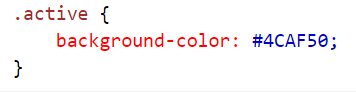 .active {
    background-color: #4CAF50;
}